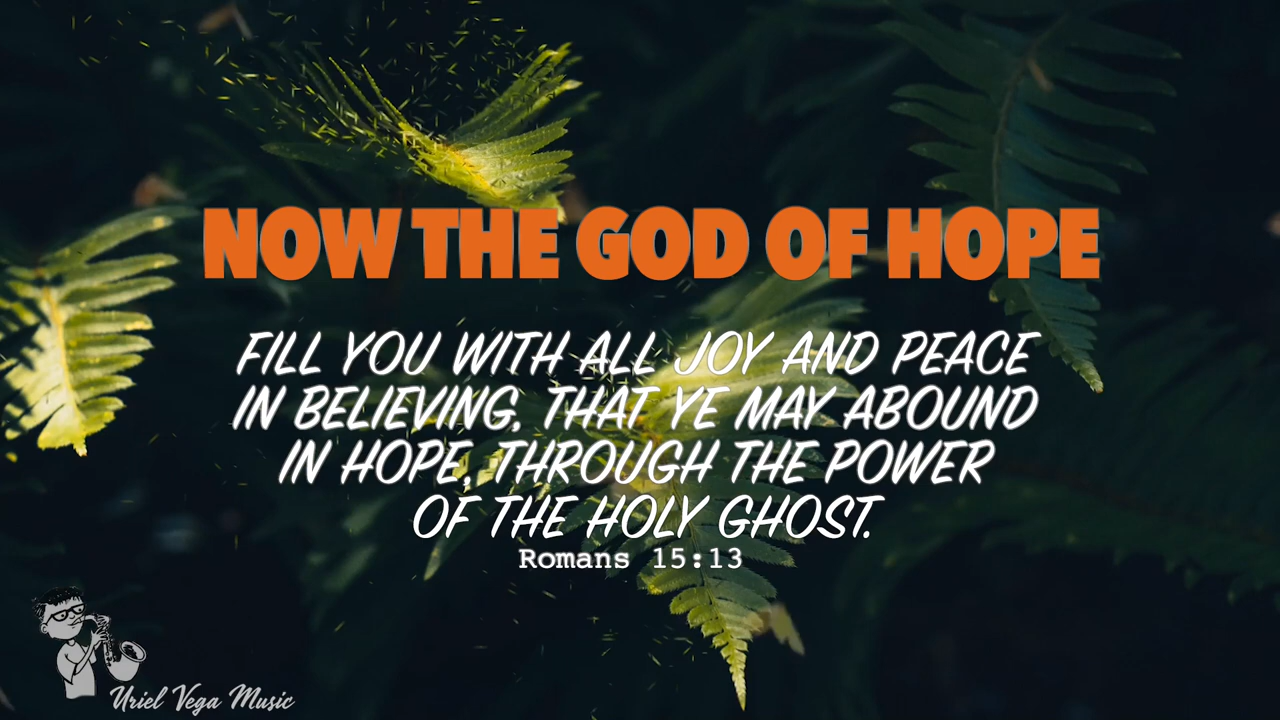 NOW THE GOD OF HOPE
FILL YOU WITH ALL JOY AND PEACE
IN BELIEVING, THAT YE MAY ABOUND
IN HOPE, THROUGH THE POWER
OF THE HOLY GHOST.
Romans 15:13
Uriel Vega Music